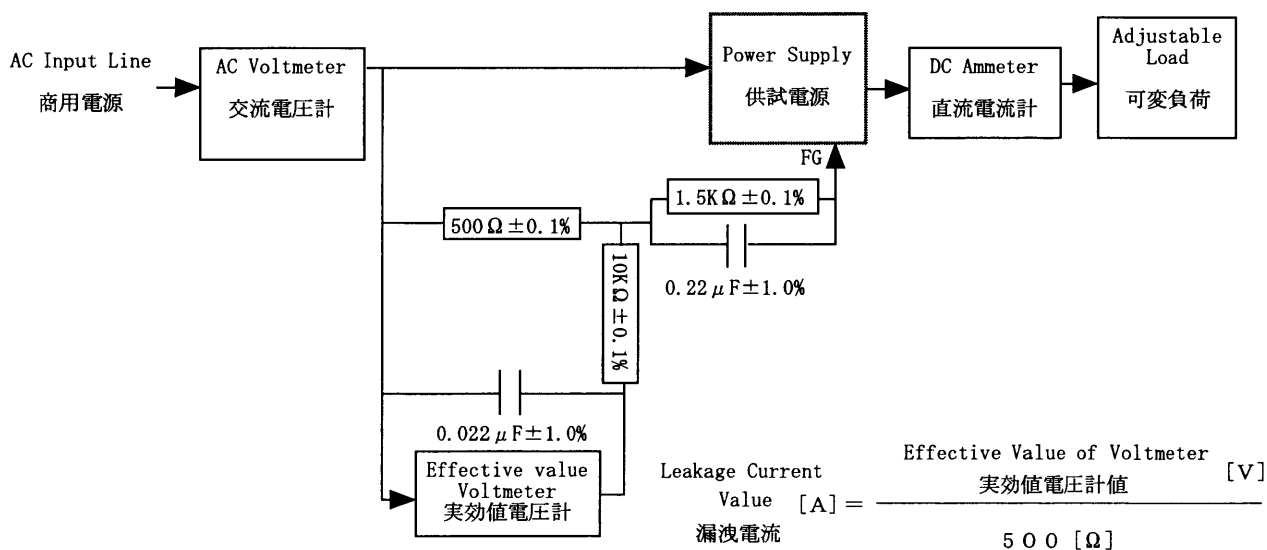 AC Input Line
商用電源
AC Voltmeter
交流電圧計
Power Supply
供試電源
DC Ammeter
直流電流計
Adjustable
Load
可変負荷
FG
1.5KΩ±0.1%
500Ω±0.1%
0.22μF±1.0%
10KΩ±0.1%
0.022μF±1.0%
Effective value
Voltmeter
実効値電圧計
Leakage Current
Value [A]=
漏洩電流
Effective Value of Voltmeter
実効値電圧計値 [V]
500 [Ω]